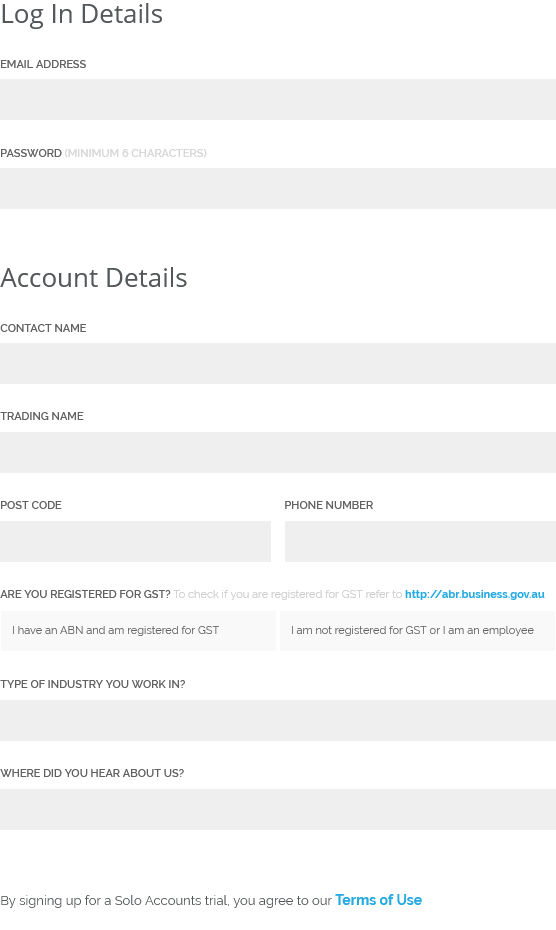 Log In Details
EMAIL ADDRESS
PASSWORD (MINIMUM 6 CHARACTERS)
Account Details
CONTACT NAME
TRADING NAME
POST CODE PHONE NUMBER
ARE YOU REGISTERED FOR GST? To check if you are registered for GST refer to http://abr.business.gov.au
I have an ABN and am registered for GST I am not registered for GST or I am an employee
TYPE OF INDUSTRY YOU WORK IN?
WHERE DID YOU HEAR ABOUT US?
By signing up for a Solo Accounts trial, you agree to our Terms of Use